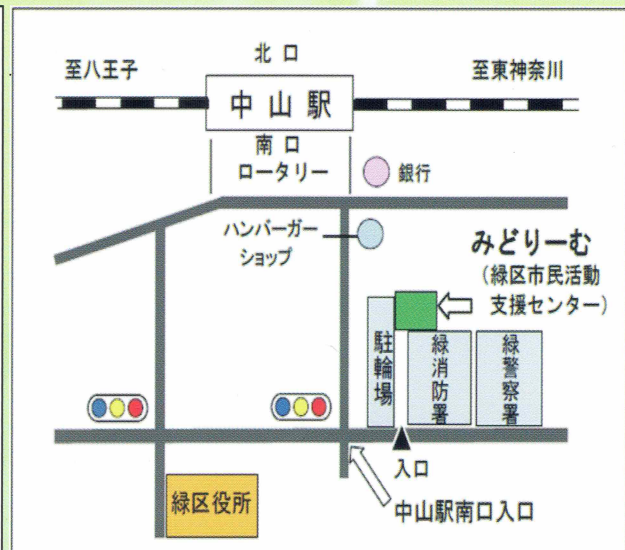 北口
至八王子
至東神奈川
中山駅
南口
ロータリー
銀行
ハンバーガー
ショップ
みどりーむ
（緑区市民活動
支援センター）
駐輪場
緑消防署
緑警察署
入口
緑区役所
中山駅南口入口